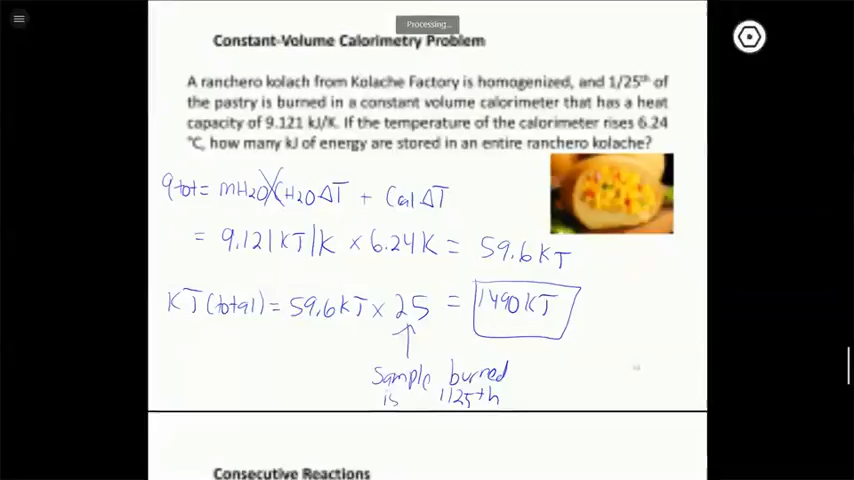 Processing...
Constant-Volume Calorimetry Problem
A ranchero kolach from Kolache Factory is homogenized, and 1/25th of
the pastry is burned in a constant volume calorimeter that has a heat
capacity of 9.121 kJ/K. If the temperature of the calorimeter rises 6.24
°C, how many kJ of energy are stored in an entire ranchero kolache?
qtot = mH2O CH2O ΔT + Cal ΔT
= 9.121 KJ/K × 6.24K = 59.6 KJ
KJ (total) = 59.6 KJ × 25 = 1490 KJ
Sample burned
is 1/25th
Consecutive Reactions